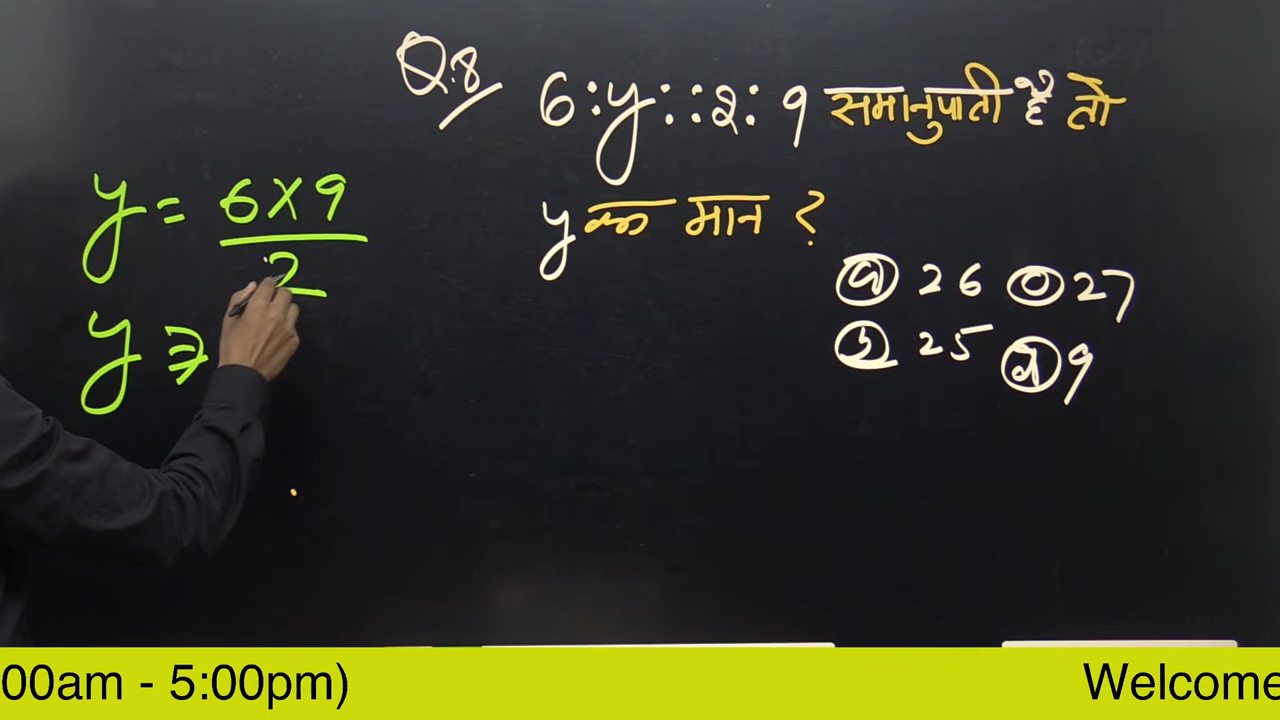 Q.8 6:y::2:9 समानुपाती है तो
y का मान ?
26 27
25 9
y = 6×9
2
y =
00am - 5:00pm)
Welcome